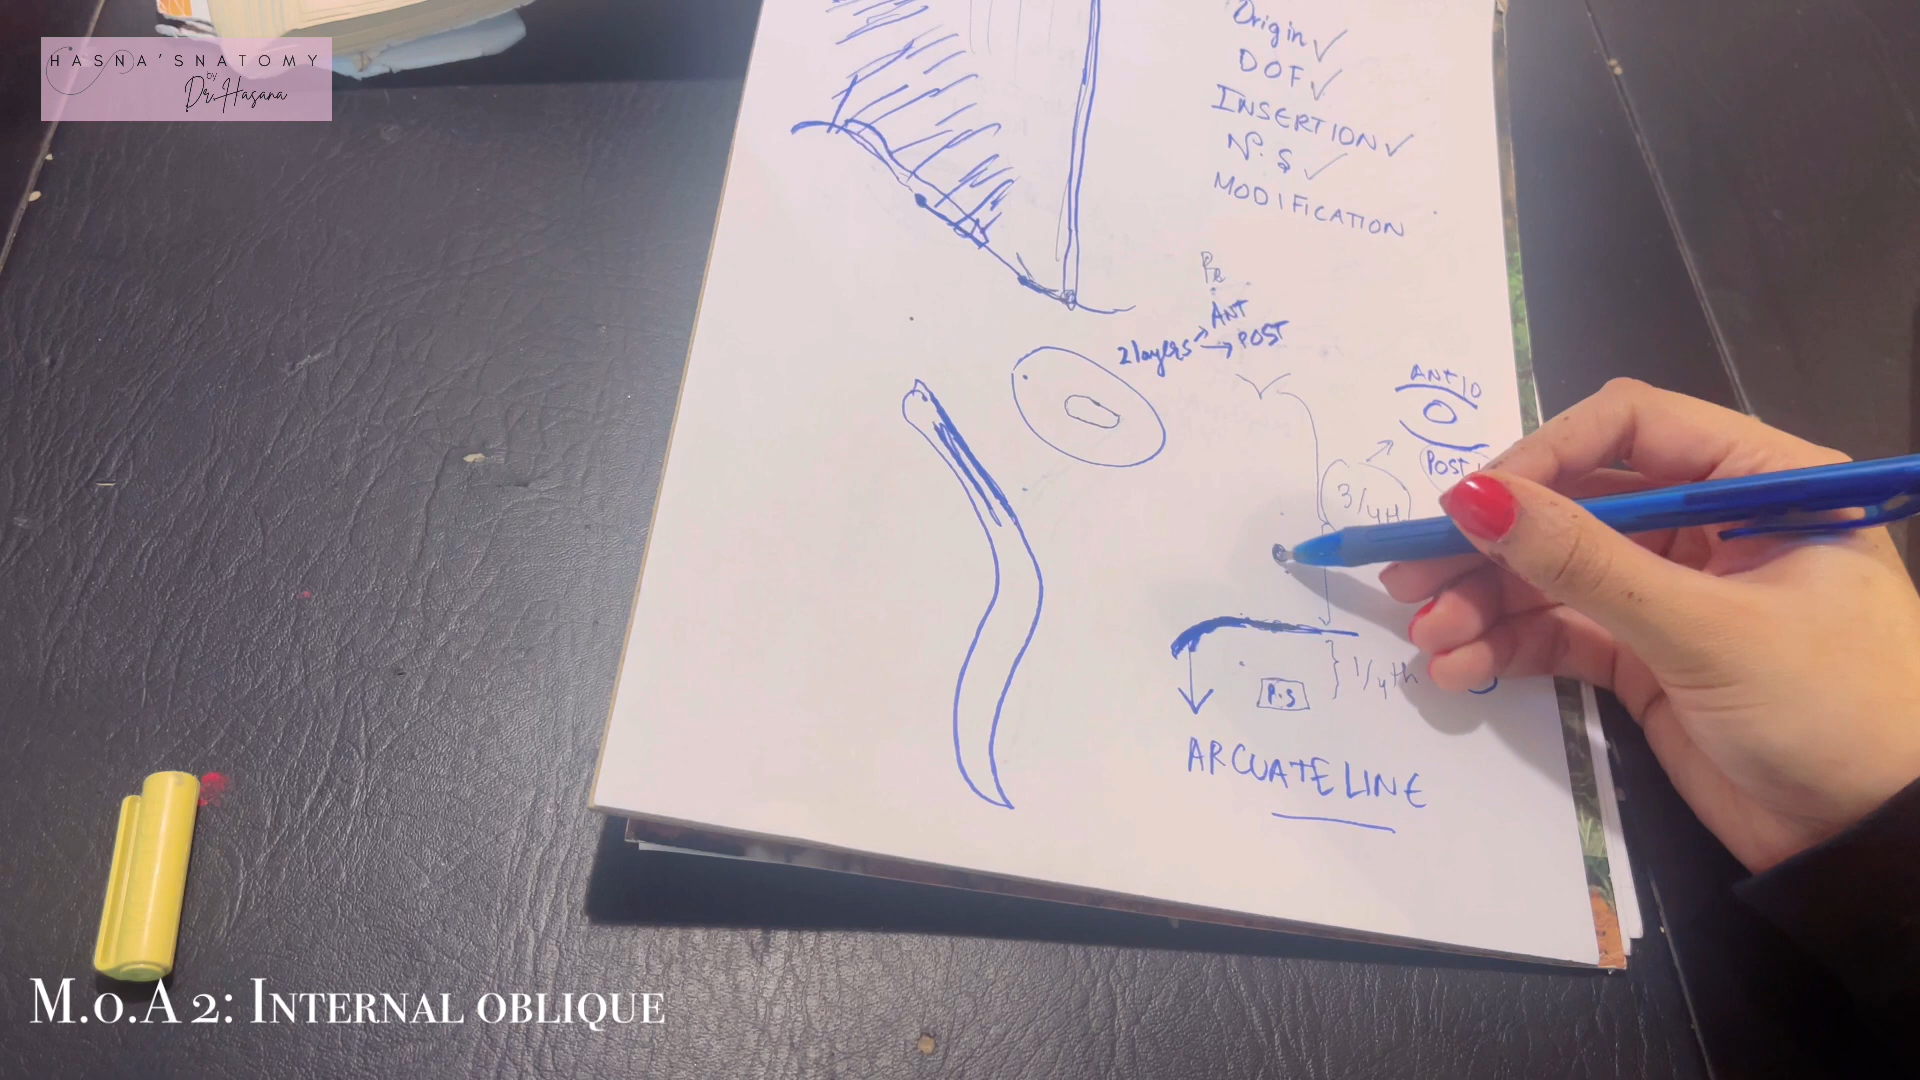 HASNA'SNATOMY
by
Dr.Hasana
Origin ✓
DOF ✓
INSERTION ✓
N. S ✓
MODIFICATION
ANT
2 layers → POST
ANT IO
POST
3/4th
1/4th
P.S
ARCUATE LINE
M.o.A 2: Internal oblique